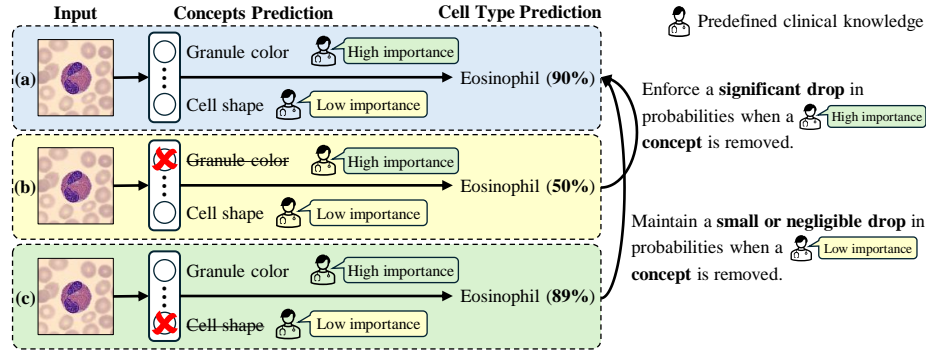 Input
Concepts Prediction
Cell Type Prediction
Predefined clinical knowledge
(a)
Granule color
High importance
Eosinophil (90%)
Cell shape
Low importance
Enforce a significant drop in
probabilities when a High importance
concept is removed.
(b)
Granule color
High importance
Eosinophil (50%)
Cell shape
Low importance
Maintain a small or negligible drop in
probabilities when a Low importance
concept is removed.
(c)
Granule color
High importance
Eosinophil (89%)
Cell shape
Low importance